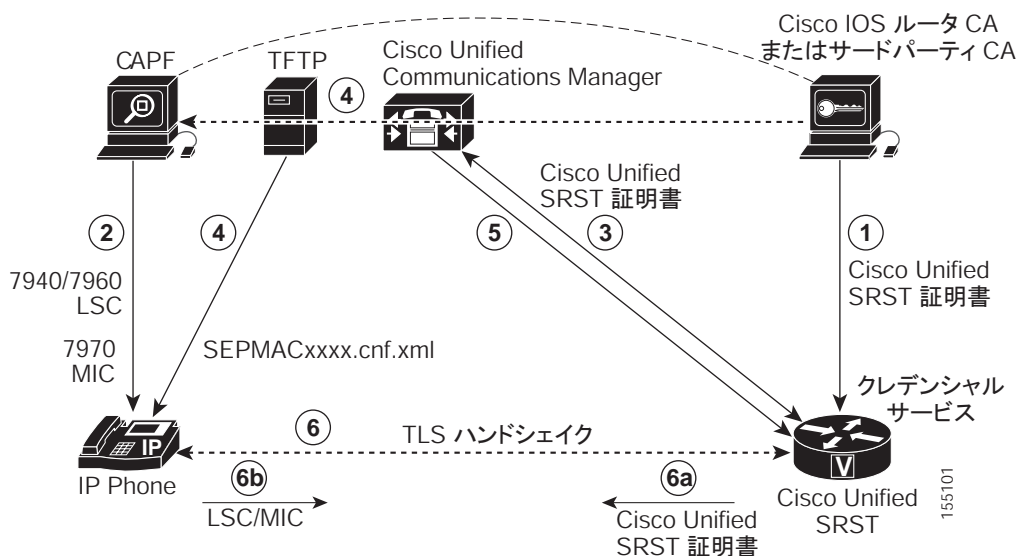 Cisco IOS ルータ CA
またはサードパーティ CA
CAPF
TFTP
Cisco Unified
Communications Manager
4
Cisco Unified
SRST 証明書
2
4
5
3
1
7940/7960
LSC
Cisco Unified
SRST 証明書
7970
MIC
SEPMACxxxx.cnf.xml
クレデンシャル
サービス
6
TLS ハンドシェイク
IP
V
IP Phone
6b
LSC/MIC
6a
Cisco Unified
SRST 証明書
Cisco Unified
SRST
155101